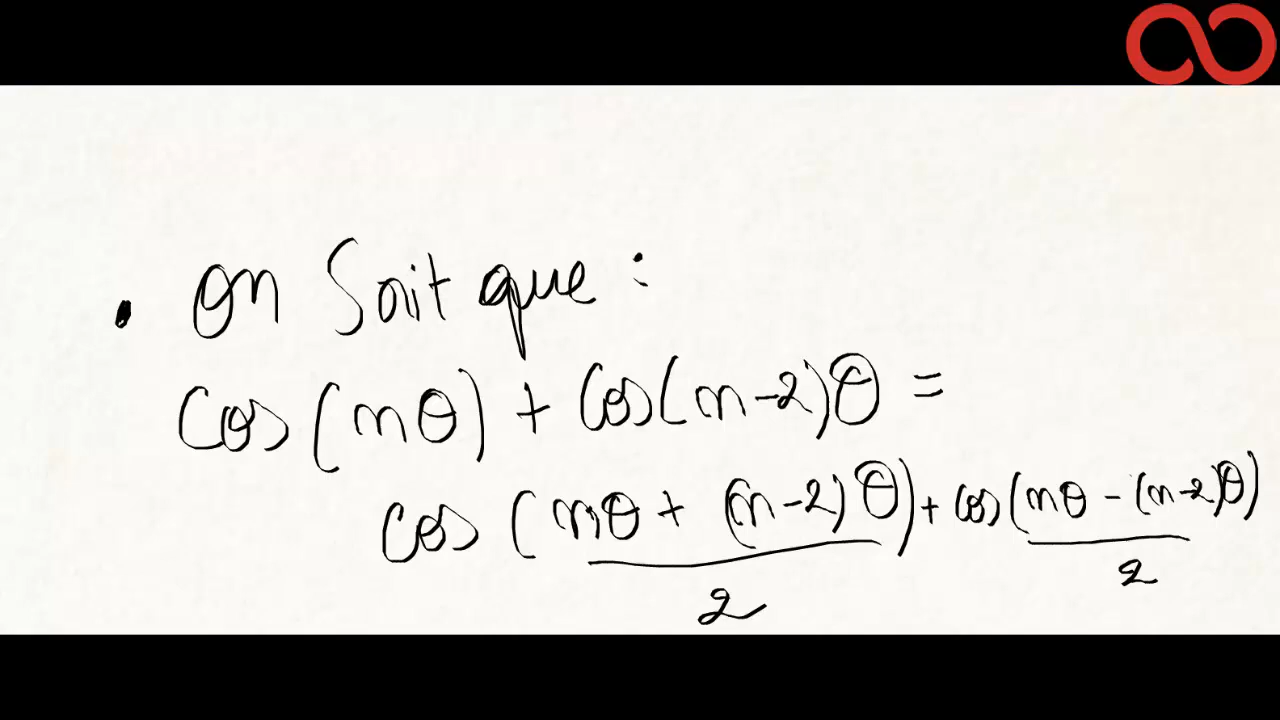 • On Sait que :
cos(nθ) + cos(n-2)θ =
cos(nθ + (n-2)θ / 2) + cos(nθ - (n-2)θ / 2)